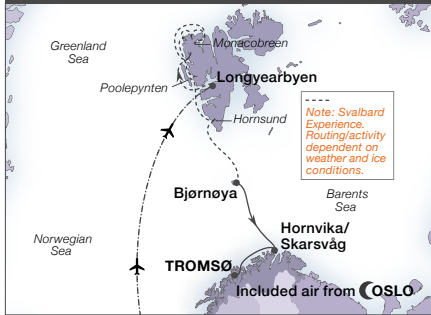 Greenland
Sea
Monacobreen
Poolepynten
Longyearbyen
Hornsund
Note: Svalbard
Experience.
Routing/activity
dependent on
weather and ice
conditions.
Bjørnøya
Barents
Sea
Hornvika/
Skarsvåg
Norwegian
Sea
TROMSØ
Included air from OSLO